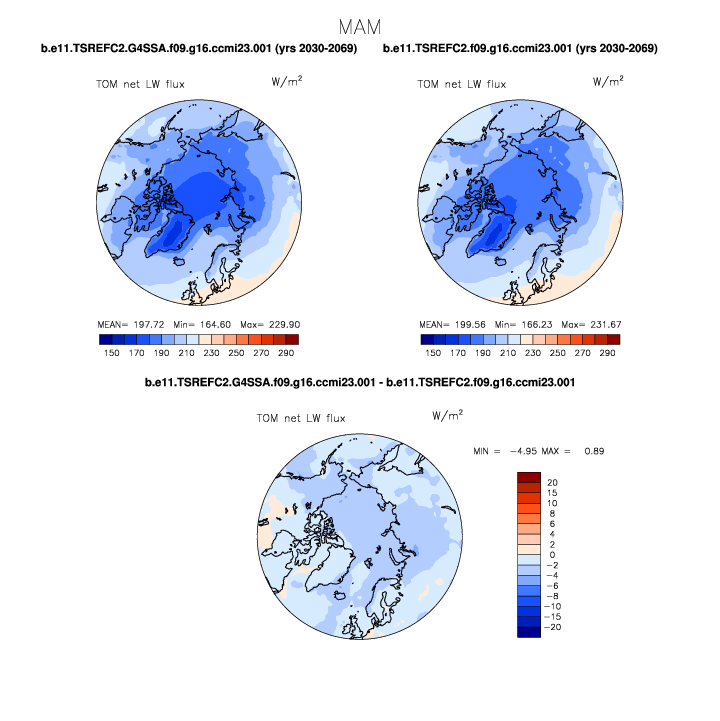 MAM
b.e11.TSREFC2.G4SSA.f09.g16.ccmi23.001 (yrs 2030-2069) b.e11.TSREFC2.f09.g16.ccmi23.001 (yrs 2030-2069)
TOM net LW flux W/m² TOM net LW flux W/m²
MEAN= 197.72 Min= 164.60 Max= 229.90 MEAN= 199.56 Min= 166.23 Max= 231.67
150 170 190 210 230 250 270 290 150 170 190 210 230 250 270 290
b.e11.TSREFC2.G4SSA.f09.g16.ccmi23.001 - b.e11.TSREFC2.f09.g16.ccmi23.001
TOM net LW flux W/m²
MIN = -4.95 MAX = 0.89
20
15
10
8
6
4
2
0
-2
-4
-6
-8
-10
-15
-20